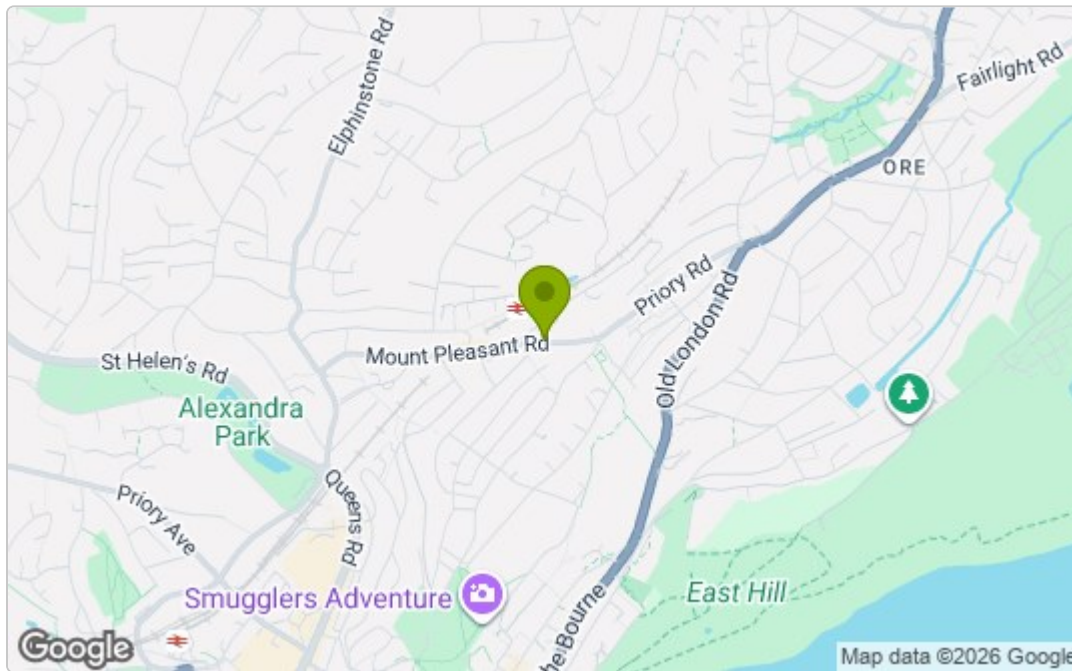 Elphinstone Rd
Fairlight Rd
ORE
Priory Rd
Mount Pleasant Rd
St Helen's Rd
Old London Rd
Alexandra
Park
Queens Rd
Priory Ave
Smugglers Adventure
East Hill
he Bourne
Google
Map data ©2026 Google